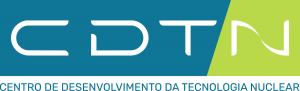 CDTN
CENTRO DE DESENVOLVIMENTO DA TECNOLOGIA NUCLEAR